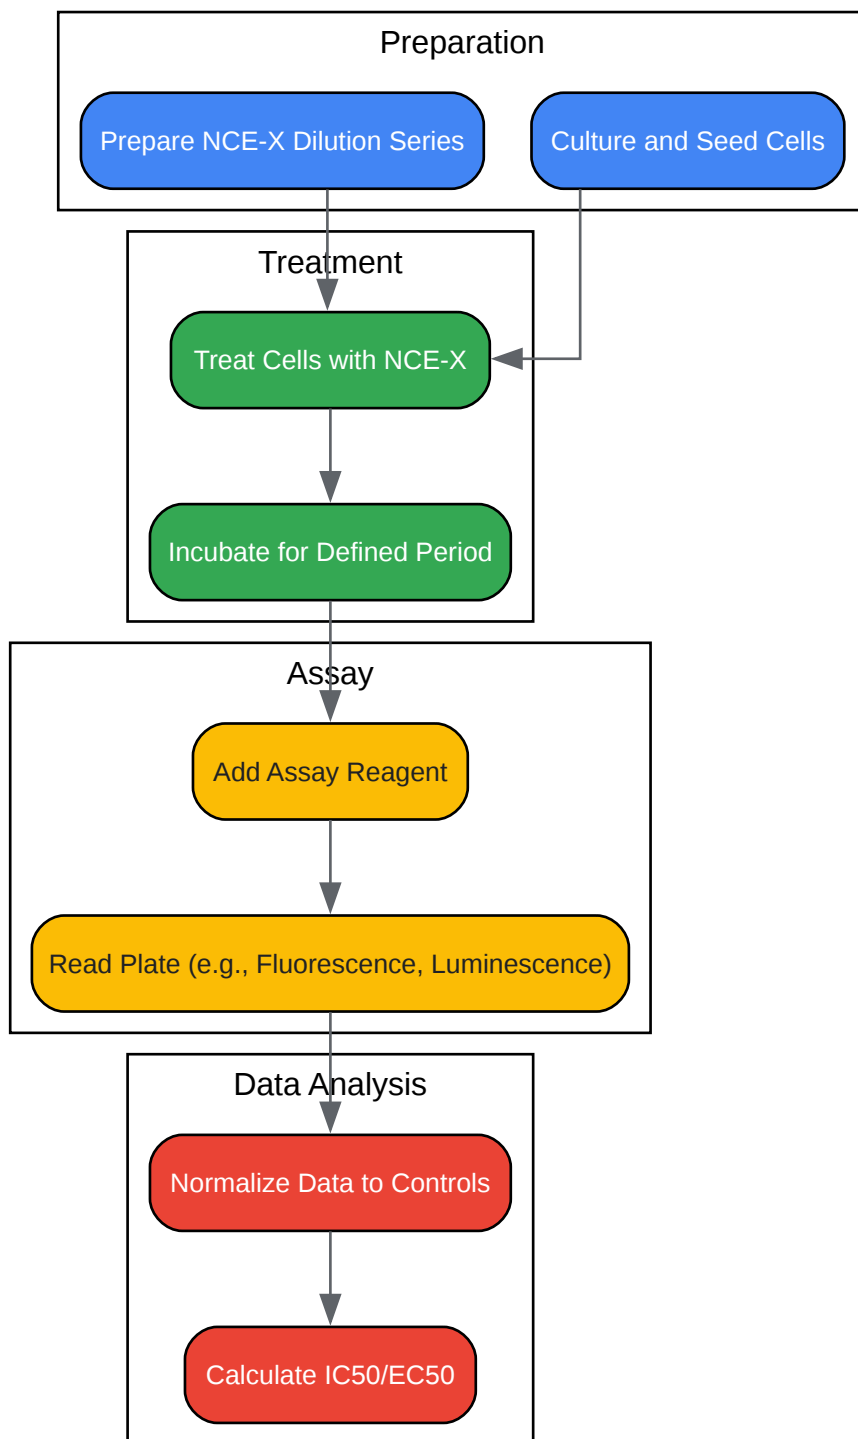 Preparation
Prepare NCE-X Dilution Series
Culture and Seed Cells
Treatment
Treat Cells with NCE-X
Incubate for Defined Period
Assay
Add Assay Reagent
Read Plate (e.g., Fluorescence, Luminescence)
Data Analysis
Normalize Data to Controls
Calculate IC50/EC50